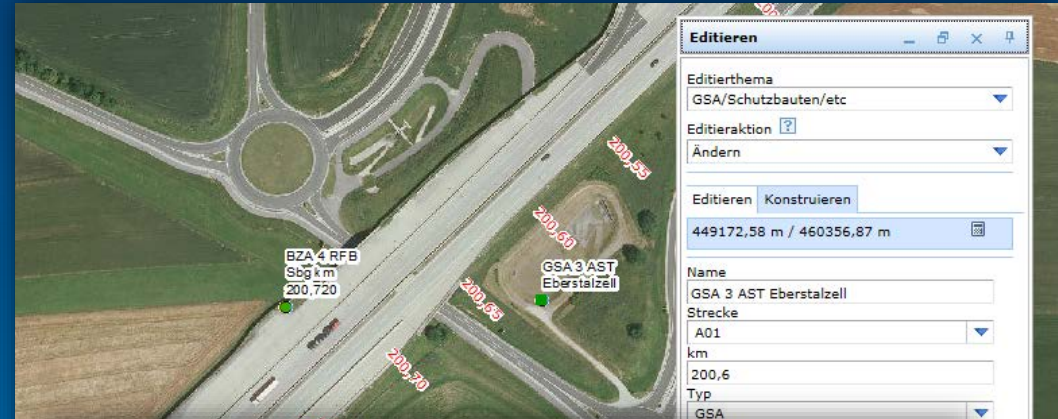 200,55
200,60
200,65
200,70
BZA 4 RFB
Sbg km
200,720
GSA 3 AST
Eberstalzell
Editieren
Editierthema
GSA/Schutzbauten/etc
Editieraktion ?
Ändern
Editieren Konstruieren
449172,58 m / 460356,87 m
Name
GSA 3 AST Eberstalzell
Strecke
A01
km
200,6
Typ
GSA